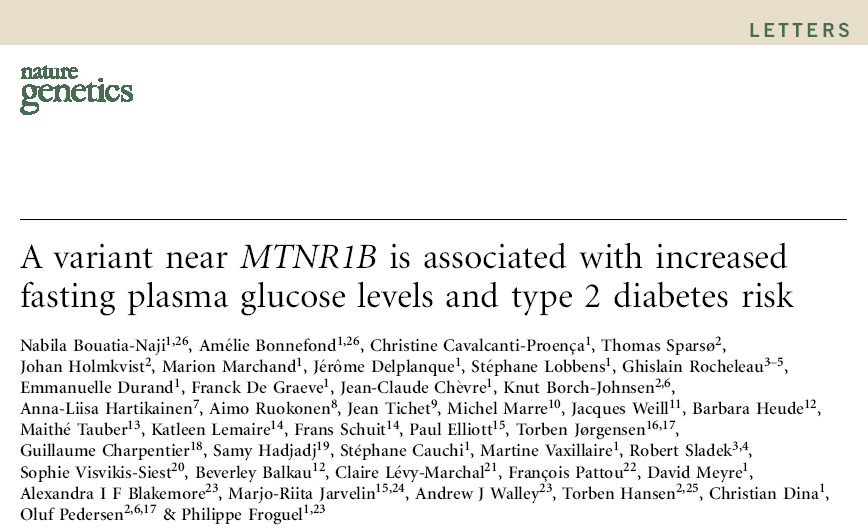 LETTERS
nature
genetics
A variant near MTNR1B is associated with increased
fasting plasma glucose levels and type 2 diabetes risk
Nabila Bouatia-Naji1,26, Amélie Bonnefond1,26, Christine Cavalcanti-Proença1, Thomas Sparsø2,
Johan Holmkvist2, Marion Marchand1, Jérôme Delplanque1, Stéphane Lobbens1, Ghislain Rocheleau3–5,
Emmanuelle Durand1, Franck De Graeve1, Jean-Claude Chèvre1, Knut Borch-Johnsen2,6,
Anna-Liisa Hartikainen7, Aimo Ruokonen8, Jean Tichet9, Michel Marre10, Jacques Weill11, Barbara Heude12,
Maithé Tauber13, Katleen Lemaire14, Frans Schuit14, Paul Elliott15, Torben Jørgensen16,17,
Guillaume Charpentier18, Samy Hadjadj19, Stéphane Cauchi1, Martine Vaxillaire1, Robert Sladek3,4,
Sophie Visvikis-Siest20, Beverley Balkau12, Claire Lévy-Marchal21, François Pattou22, David Meyre1,
Alexandra I F Blakemore23, Marjo-Riita Jarvelin15,24, Andrew J Walley23, Torben Hansen2,25, Christian Dina1,
Oluf Pedersen2,6,17 & Philippe Froguel1,23